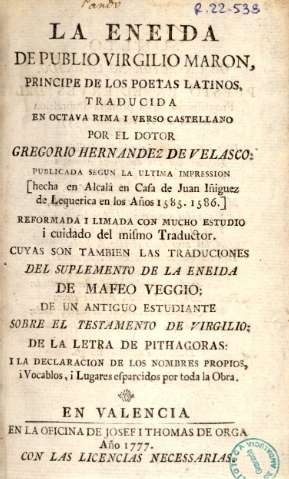 R.22-538
LA ENEIDA
DE PUBLIO VIRGILIO MARON,
PRINCIPE DE LOS POETAS LATINOS,
TRADUCIDA
EN OCTAVA RIMA I VERSO CASTELLANO
POR EL DOTOR
GREGORIO HERNANDEZ DE VELASCO:
PUBLICADA SEGUN LA ULTIMA IMPRESSION
[hecha en Alcalá en Casa de Juan Iñiguez
de Lequerica en los Años 1585. 1586.]
REFORMADA I LIMADA CON MUCHO ESTUDIO
i cuidado del mismo Traductor.
CUYAS SON TAMBIEN LAS TRADUCIONES
DEL SUPLEMENTO DE LA ENEIDA
DE MAFEO VEGGIO;
DE UN ANTIGUO ESTUDIANTE
SOBRE EL TESTAMENTO DE VIRGILIO;
DE LA LETRA DE PITHAGORAS:
I LA DECLARACION DE LOS NOMBRES PROPIOS,
i Vocablos, i Lugares esparcidos por toda la Obra.
EN VALENCIA
EN LA OFICINA DE JOSEF I THOMAS DE ORGA
Año 1777.
CON LAS LICENCIAS NECESSARIAS.